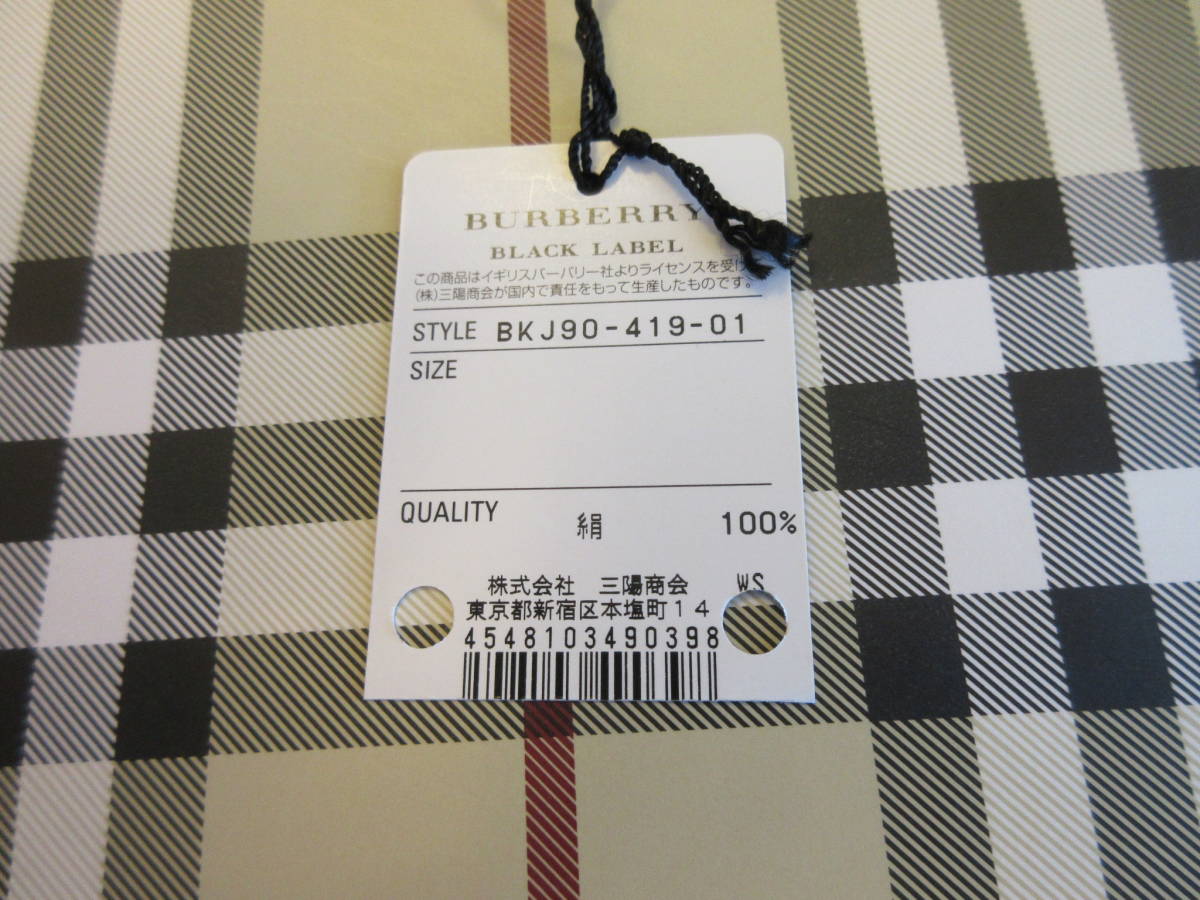 BURBERRY
BLACK LABEL
この商品はイギリスバーバリー社よりライセンスを受け
(株)三陽商会が国内で責任をもって生産したものです。
STYLE BKJ90-419-01
SIZE
QUALITY 絹 100%
株式会社 三陽商会 WS
東京都新宿区本塩町14
4548103490398